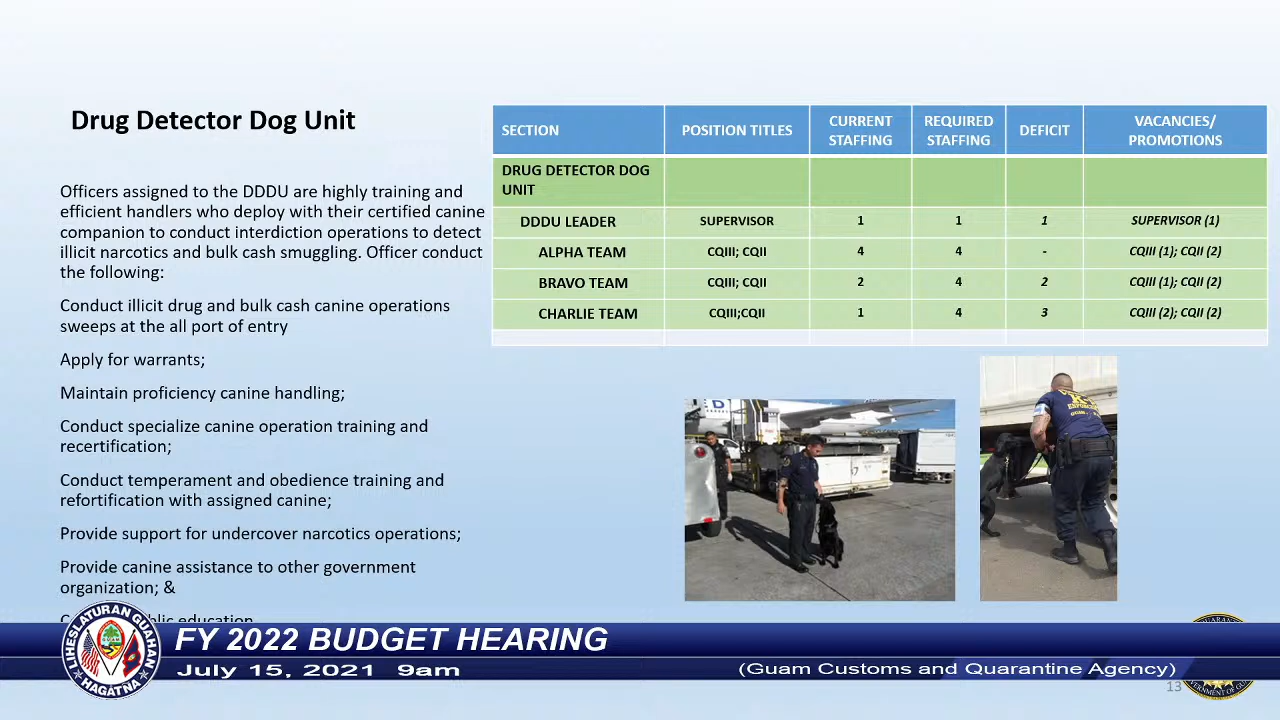 Drug Detector Dog Unit
Officers assigned to the DDDU are highly training and
efficient handlers who deploy with their certified canine
companion to conduct interdiction operations to detect
illicit narcotics and bulk cash smuggling. Officer conduct
the following:
Conduct illicit drug and bulk cash canine operations
sweeps at the all port of entry
Apply for warrants;
Maintain proficiency canine handling;
Conduct specialize canine operation training and
recertification;
Conduct temperament and obedience training and
refortification with assigned canine;
Provide support for undercover narcotics operations;
Provide canine assistance to other government
organization; &
education
SECTION POSITION TITLES CURRENT STAFFING REQUIRED STAFFING DEFICIT VACANCIES/ PROMOTIONS
DRUG DETECTOR DOG
UNIT
DDDU LEADER SUPERVISOR 1 1 1 SUPERVISOR (1)
ALPHA TEAM CQIII; CQII 4 4 - CQIII (1); CQII (2)
BRAVO TEAM CQIII; CQII 2 4 2 CQIII (1); CQII (2)
CHARLIE TEAM CQIII;CQII 1 4 3 CQIII (2); CQII (2)
LIHESLATURAN GUAHAN
HAGÅTÑA
FY 2022 BUDGET HEARING
July 15, 2021 9am
(Guam Customs and Quarantine Agency)
13